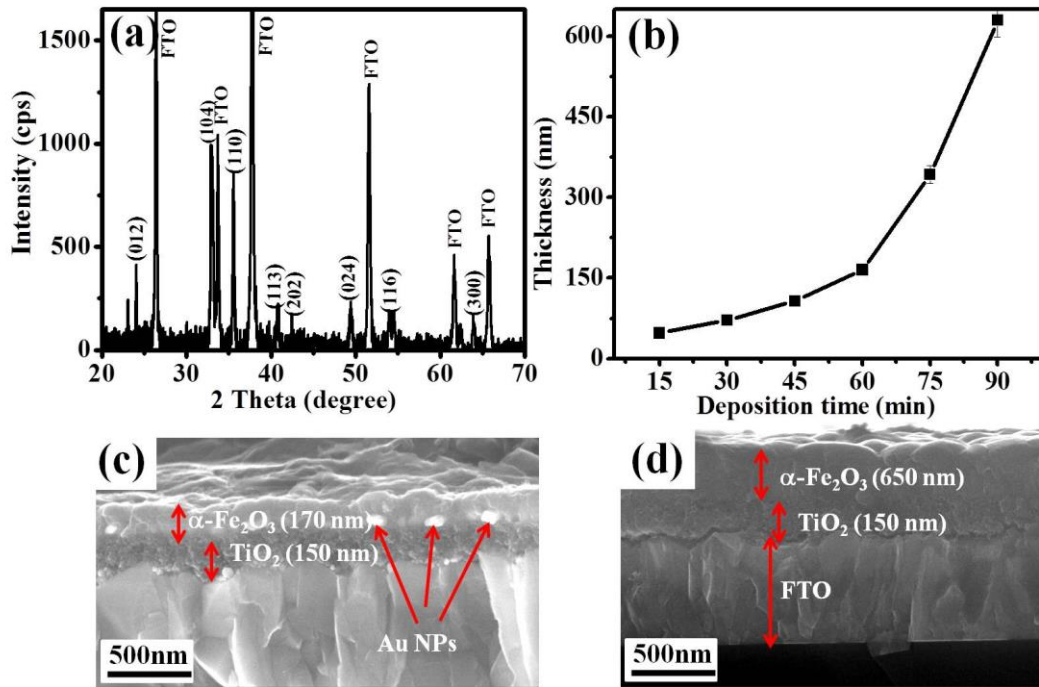 (a)
1500
1000
500
0
Intensity (cps)
20 30 40 50 60 70
2 Theta (degree)
(012)
FTO
(104)
FTO
(110)
FTO
(113)
(202)
(024)
FTO
(116)
FTO
(300)
FTO
(b)
600
450
300
150
0
Thickness (nm)
15 30 45 60 75 90
Deposition time (min)
(c)
α-Fe₂O₃ (170 nm)
TiO₂ (150 nm)
Au NPs
500nm
(d)
α-Fe₂O₃ (650 nm)
TiO₂ (150 nm)
FTO
500nm